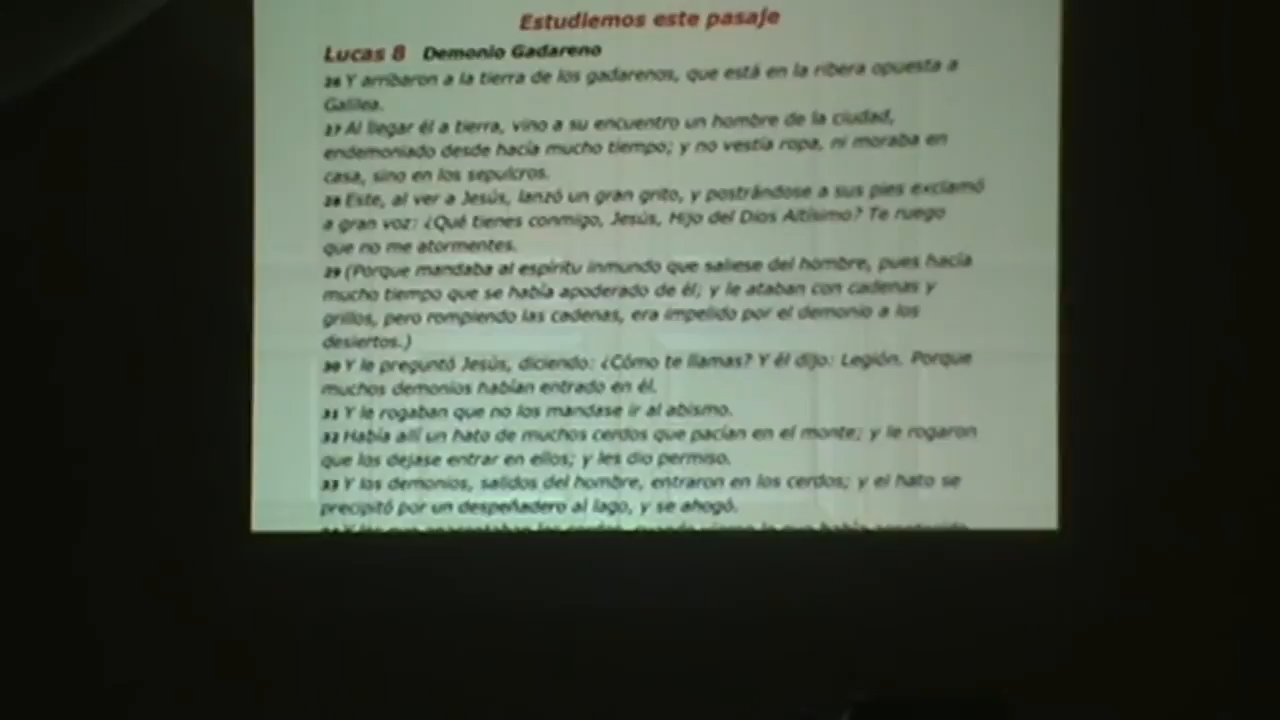 Estudiemos este pasaje
Lucas 8 Demonio Gadareno
26 Y arribaron a la tierra de los gadarenos, que está en la ribera opuesta a
Galilea.
27 Al llegar él a tierra, vino a su encuentro un hombre de la ciudad,
endemoniado desde hacía mucho tiempo; y no vestía ropa, ni moraba en
casa, sino en los sepulcros.
28 Este, al ver a Jesús, lanzó un gran grito, y postrándose a sus pies exclamó
a gran voz: ¿Qué tienes conmigo, Jesús, Hijo del Dios Altísimo? Te ruego
que no me atormentes.
29 (Porque mandaba al espíritu inmundo que saliese del hombre, pues hacía
mucho tiempo que se había apoderado de él; y le ataban con cadenas y
grillos, pero rompiendo las cadenas, era impelido por el demonio a los
desiertos.)
30 Y le preguntó Jesús, diciendo: ¿Cómo te llamas? Y él dijo: Legión. Porque
muchos demonios habían entrado en él.
31 Y le rogaban que no los mandase ir al abismo.
32 Había allí un hato de muchos cerdos que pacían en el monte; y le rogaron
que los dejase entrar en ellos; y les dio permiso.
33 Y los demonios, salidos del hombre, entraron en los cerdos; y el hato se
precipitó por un despeñadero al lago, y se ahogó.